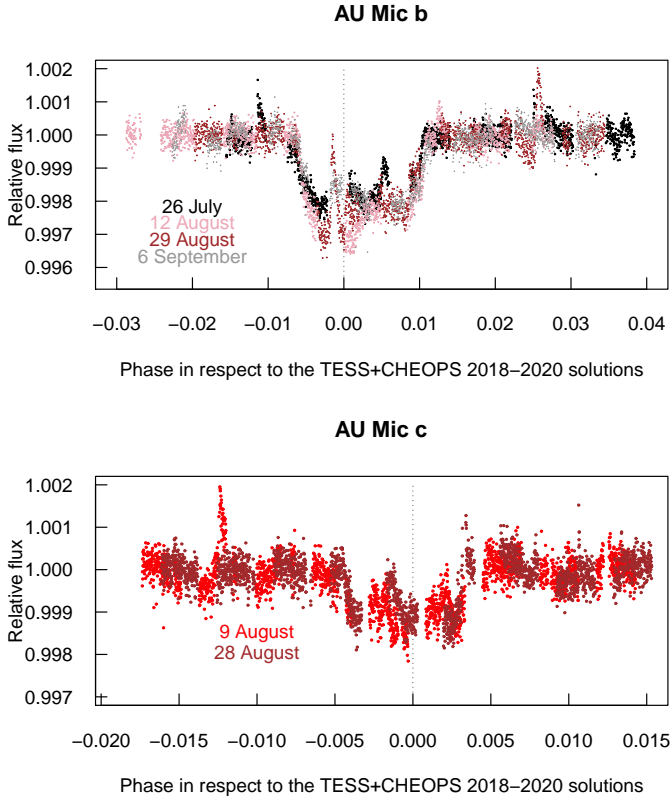 AU Mic b
1.002
1.001
1.000
0.999
0.998
0.997
0.996
Relative flux
26 July
12 August
29 August
6 September
−0.03 −0.02 −0.01 0.00 0.01 0.02 0.03 0.04
Phase in respect to the TESS+CHEOPS 2018−2020 solutions
AU Mic c
1.002
1.001
1.000
0.999
0.998
0.997
Relative flux
9 August
28 August
−0.020 −0.015 −0.010 −0.005 0.000 0.005 0.010 0.015
Phase in respect to the TESS+CHEOPS 2018−2020 solutions